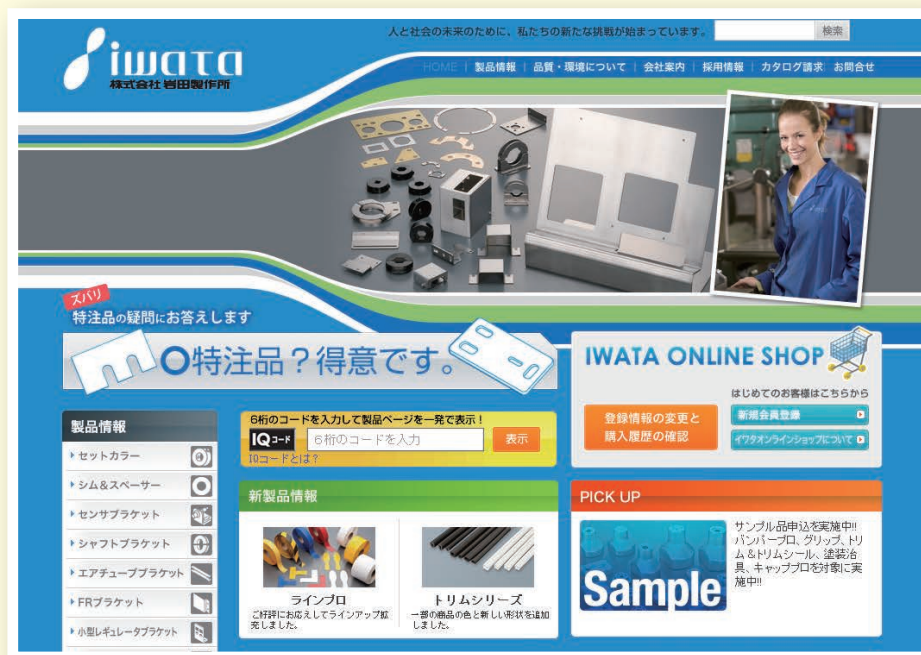 人と社会の未来のために、私たちの新たな挑戦が始まっています。
検索
iwata
株式会社 岩田製作所
HOME | 製品情報 | 品質・環境について | 会社案内 | 採用情報 | カタログ請求 お問合せ
ズバリ
特注品の疑問にお答えします
特注品?得意です。
IWATA ONLINE SHOP
はじめてのお客様はこちらから
登録情報の変更と
購入履歴の確認
新規会員登録
イワタオンラインショップについて
製品情報
セットカラー
シム&スペーサー
センサブラケット
シャフトブラケット
エアチューブブラケット
FRブラケット
小型レギュレータブラケット
6桁のコードを入力して製品ページを一発で表示!
IQコード
6桁のコードを入力
表示
IQコードとは?
新製品情報
ラインプロ
ご好評にお応えしてラインアップ拡
充しました。
トリムシリーズ
一部の商品の色と新しい形状を追加
しました。
PICK UP
Sample
サンプル品申込を実施中!!
バンパープロ、グリップ、トリ
ム&トリムシール、塗装治
具、キャッププロを対象に実
施中!!